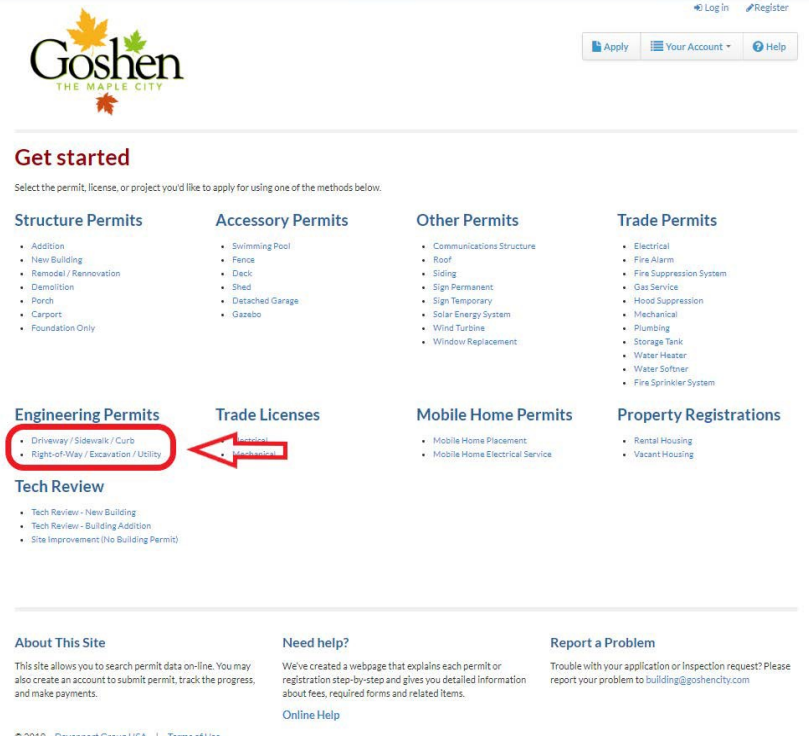 Log in Register
Goshen
THE MAPLE CITY
Apply Your Account Help
Get started
Select the permit, license, or project you'd like to apply for using one of the methods below.
Structure Permits
Addition
New Building
Remodel / Rennovation
Demolition
Porch
Carport
Foundation Only
Accessory Permits
Swimming Pool
Fence
Deck
Shed
Detached Garage
Gazebo
Other Permits
Communications Structure
Roof
Siding
Sign Permanent
Sign Temporary
Solar Energy System
Wind Turbine
Window Replacement
Trade Permits
Electrical
Fire Alarm
Fire Suppression System
Gas Service
Hood Suppression
Mechanical
Plumbing
Storage Tank
Water Heater
Water Softner
Fire Sprinkler System
Engineering Permits
Driveway / Sidewalk / Curb
Right-of-Way / Excavation / Utility
Trade Licenses
Electrical
Mechanical
Mobile Home Permits
Mobile Home Placement
Mobile Home Electrical Service
Property Registrations
Rental Housing
Vacant Housing
Tech Review
Tech Review - New Building
Tech Review - Building Addition
Site Improvement (No Building Permit)
About This Site
This site allows you to search permit data on-line. You may
also create an account to submit permit, track the progress,
and make payments.
Need help?
We've created a webpage that explains each permit or
registration step-by-step and gives you detailed information
about fees, required forms and related items.
Online Help
Report a Problem
Trouble with your application or inspection request? Please
report your problem to building@goshencity.com